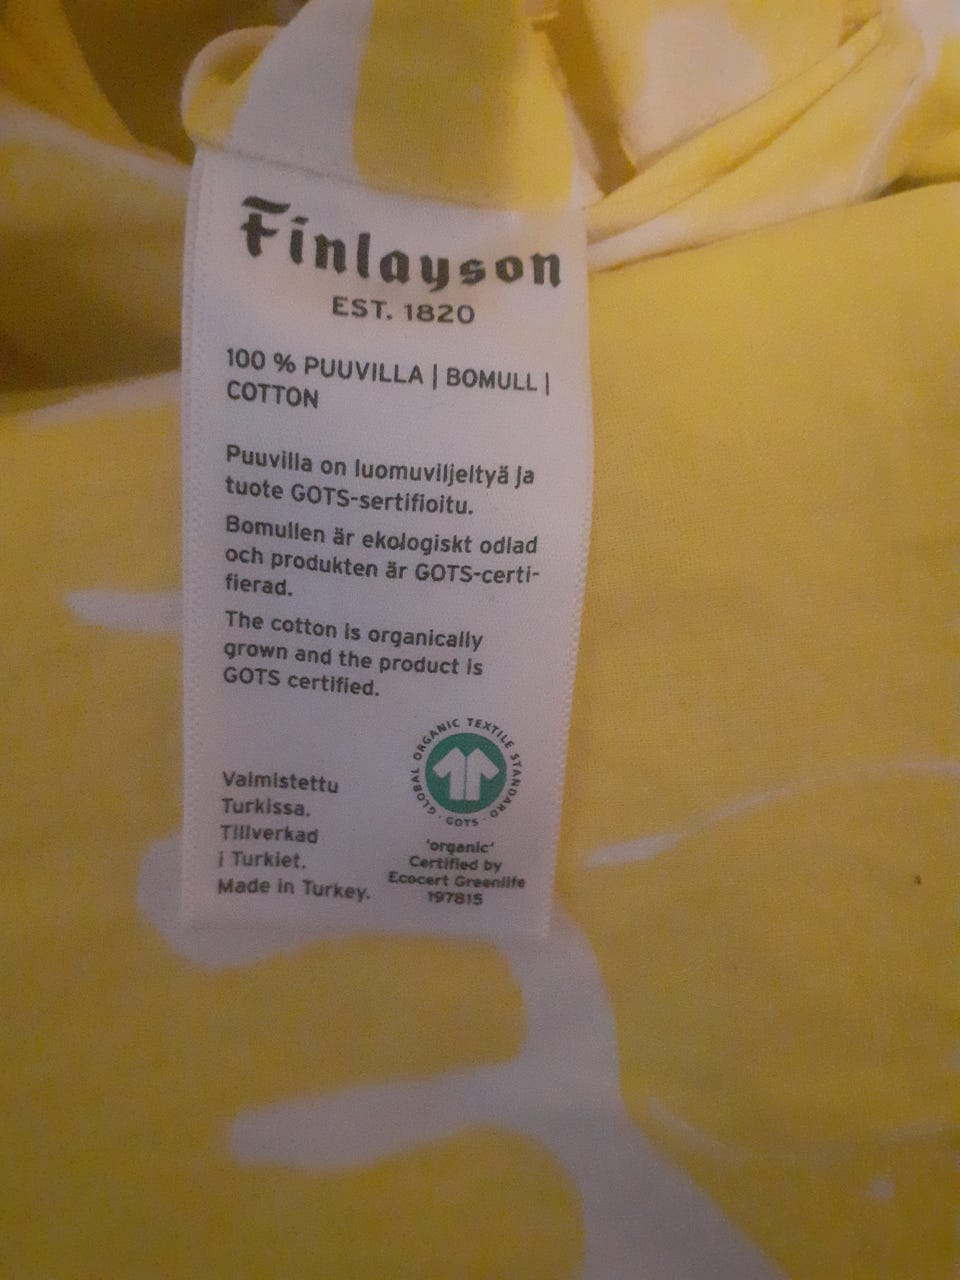 Finlayson
EST. 1820
100 % PUUVILLA | BOMULL |
COTTON
Puuvilla on luomuviljeltyä ja
tuote GOTS-sertifioitu.
Bomullen är ekologiskt odlad
och produkten är GOTS-certi-
fierad.
The cotton is organically
grown and the product is
GOTS certified.
GLOBAL ORGANIC TEXTILE STANDARD · GOTS ·
Valmistettu
Turkissa.
Tillverkad
i Turkiet.
Made in Turkey.
'organic'
Certified by
Ecocert Greenlife
197815